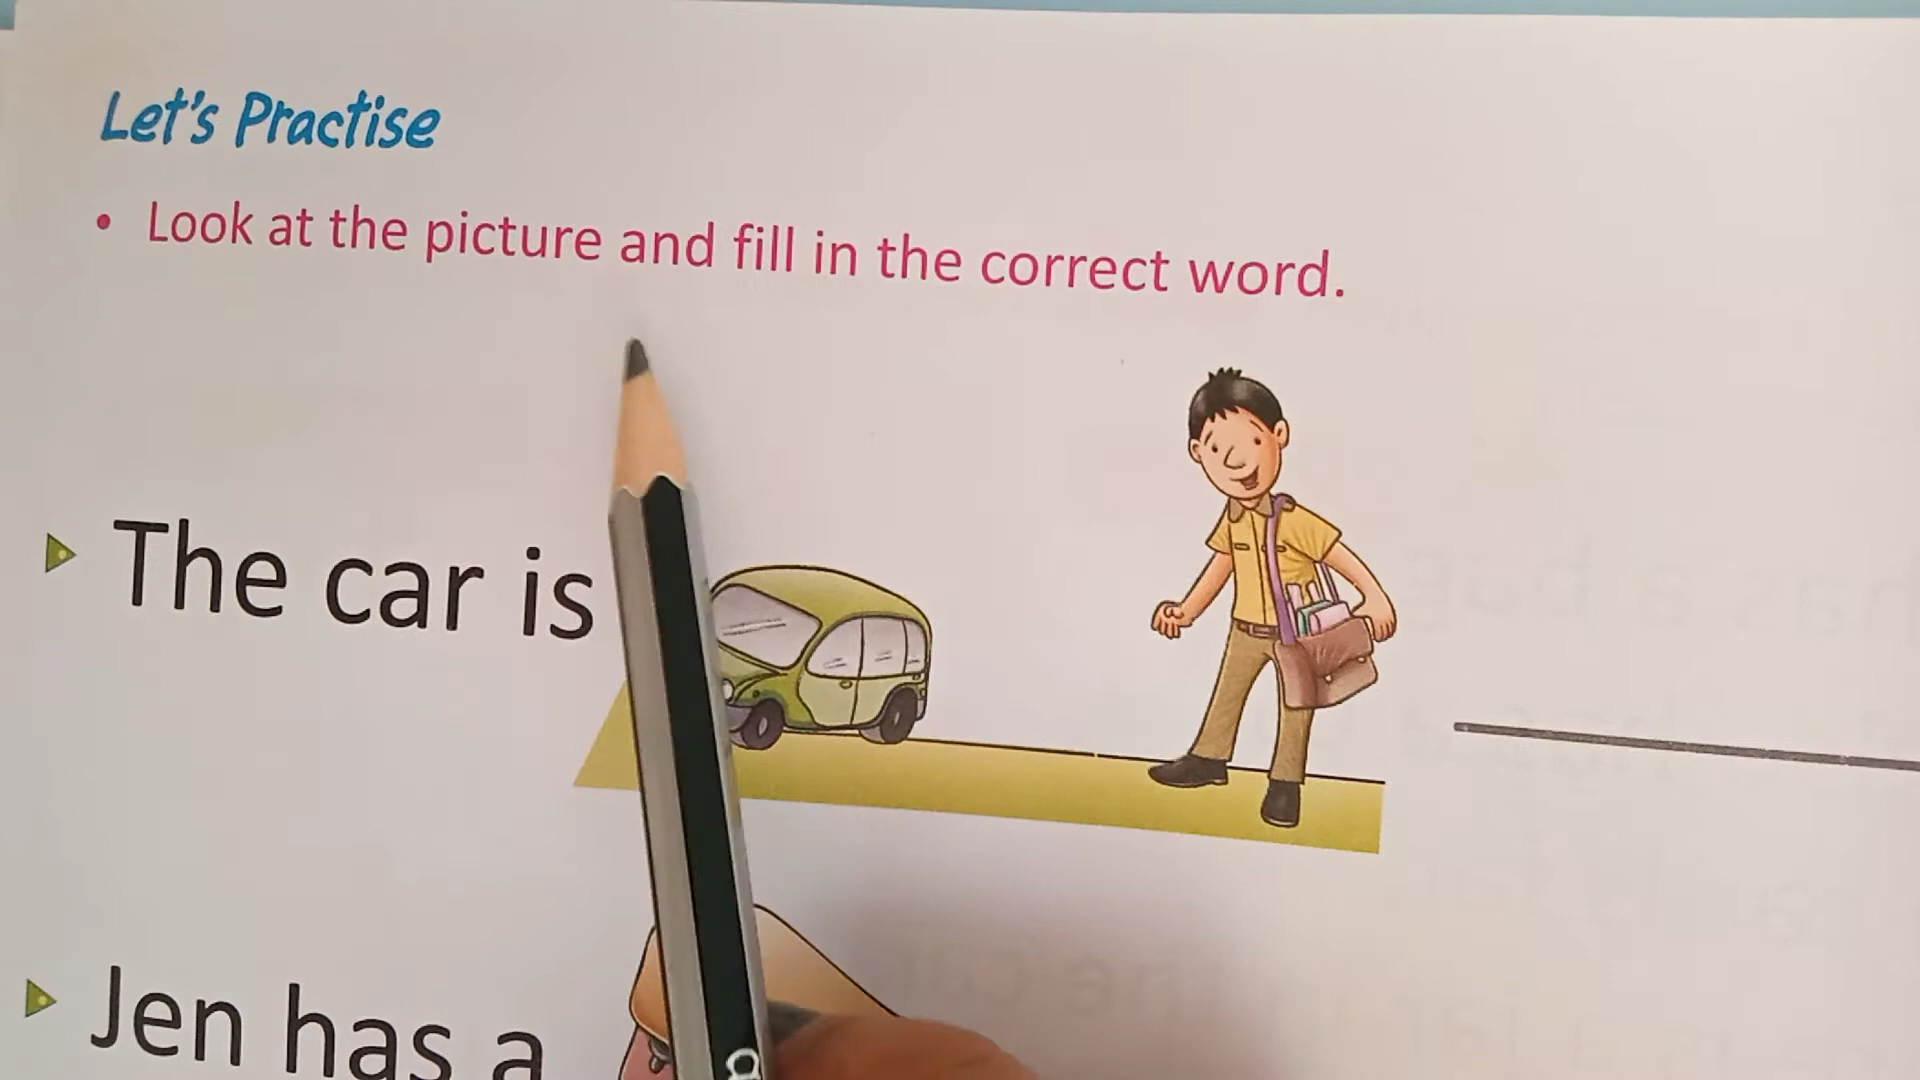 Let's Practise
• Look at the picture and fill in the correct word.
The car is
Jen has a